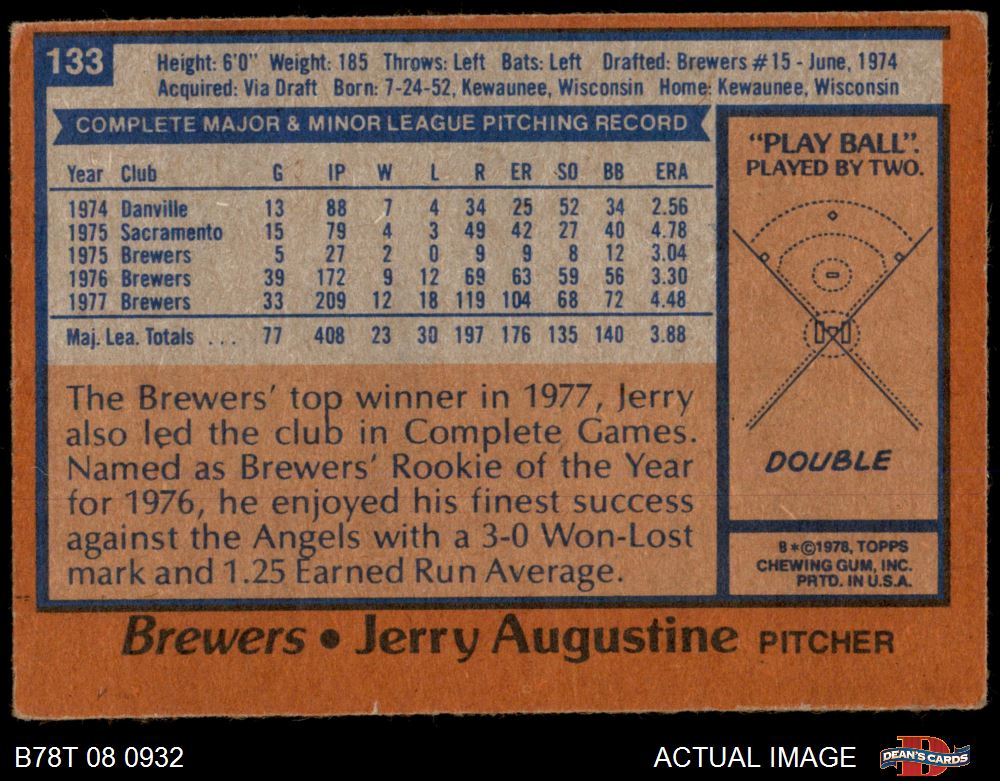 133
Height: 6'0" Weight: 185 Throws: Left Bats: Left Drafted: Brewers #15 - June, 1974
Acquired: Via Draft Born: 7-24-52, Kewaunee, Wisconsin Home: Kewaunee, Wisconsin
COMPLETE MAJOR & MINOR LEAGUE PITCHING RECORD
Year Club G IP W L R ER SO BB ERA
1974 Danville 13 88 7 4 34 25 52 34 2.56
1975 Sacramento 15 79 4 3 49 42 27 40 4.78
1975 Brewers 5 27 2 0 9 9 8 12 3.04
1976 Brewers 39 172 9 12 69 63 59 56 3.30
1977 Brewers 33 209 12 18 119 104 68 72 4.48
Maj. Lea. Totals . . . 77 408 23 30 197 176 135 140 3.88
The Brewers' top winner in 1977, Jerry
also led the club in Complete Games.
Named as Brewers' Rookie of the Year
for 1976, he enjoyed his finest success
against the Angels with a 3-0 Won-Lost
mark and 1.25 Earned Run Average.
"PLAY BALL".
PLAYED BY TWO.
DOUBLE
B*©1978, TOPPS
CHEWING GUM, INC.
PRTD. IN U.S.A.
Brewers • Jerry Augustine PITCHER
B78T 08 0932
ACTUAL IMAGE
DEAN'S CARDS